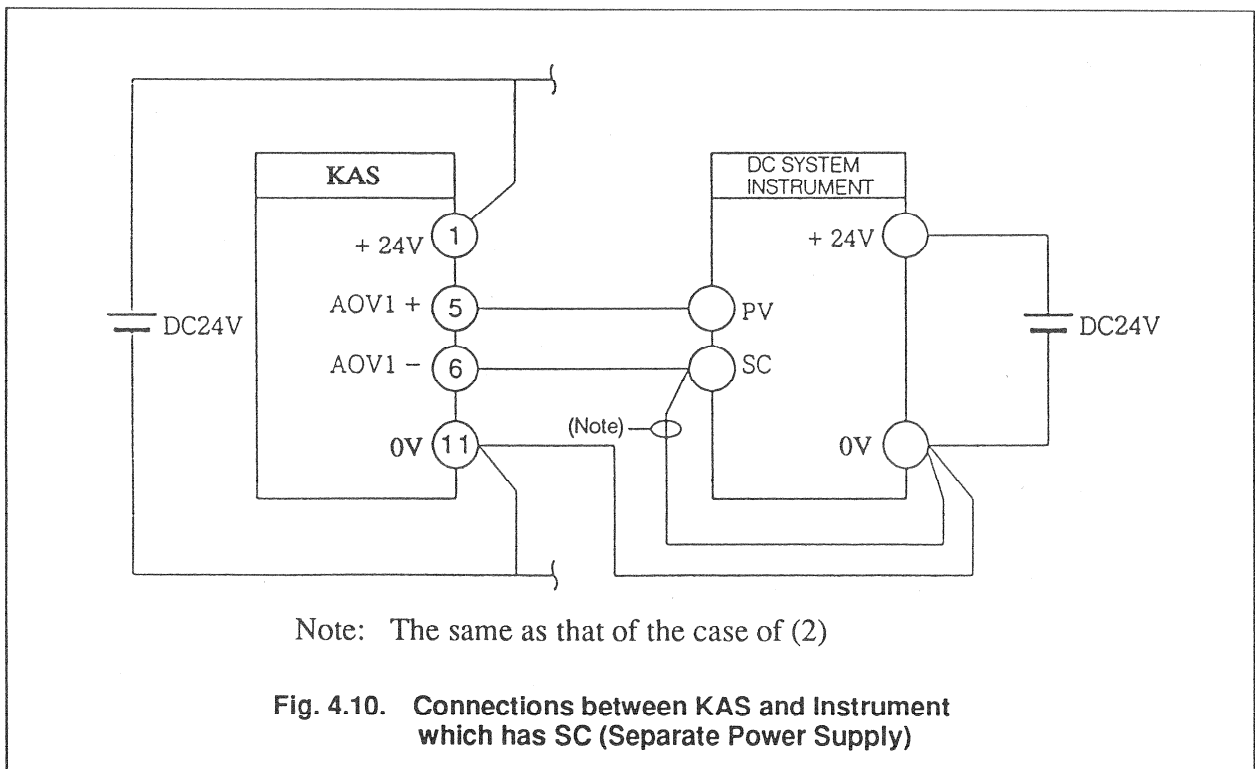 KAS
DC SYSTEM
INSTRUMENT
+ 24V
1
+ 24V
AOV1 +
5
PV
DC24V
DC24V
AOV1 −
6
SC
(Note)
0V
11
0V
Note: The same as that of the case of (2)
Fig. 4.10. Connections between KAS and Instrument
which has SC (Separate Power Supply)